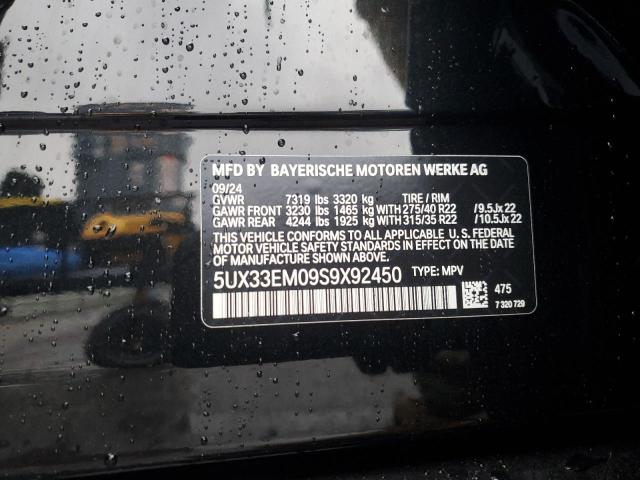 MFD BY BAYERISCHE MOTOREN WERKE AG
09/24
GVWR 7319 lbs 3320 kg TIRE / RIM
GAWR FRONT 3230 lbs 1465 kg WITH 275/40 R22 /9.5Jx22
GAWR REAR 4244 lbs 1925 kg WITH 315/35 R22 /10.5Jx22
THIS VEHICLE CONFORMS TO ALL APPLICABLE U. S. FEDERAL
MOTOR VEHICLE SAFETY STANDARDS IN EFFECT ON THE DATE OF
MANUFACTURE SHOWN ABOVE.
5UX33EM09S9X92450 TYPE: MPV
475
7 320 729